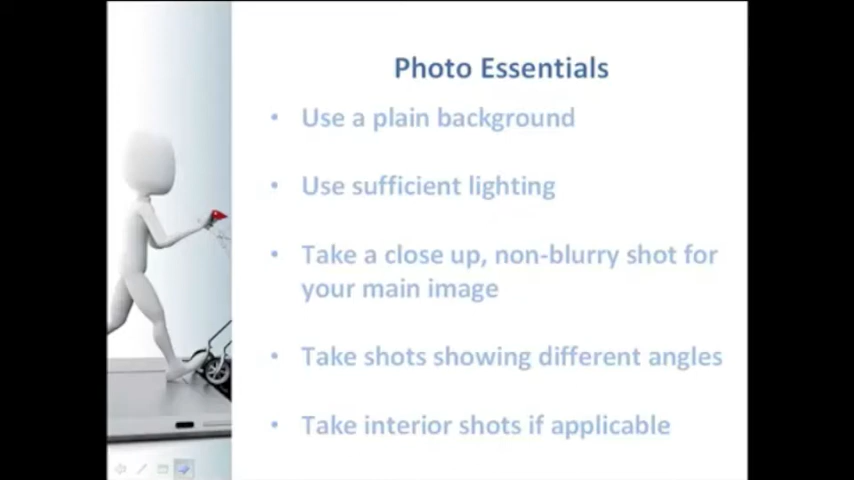 Photo Essentials
• Use a plain background
• Use sufficient lighting
• Take a close up, non-blurry shot for
your main image
• Take shots showing different angles
• Take interior shots if applicable